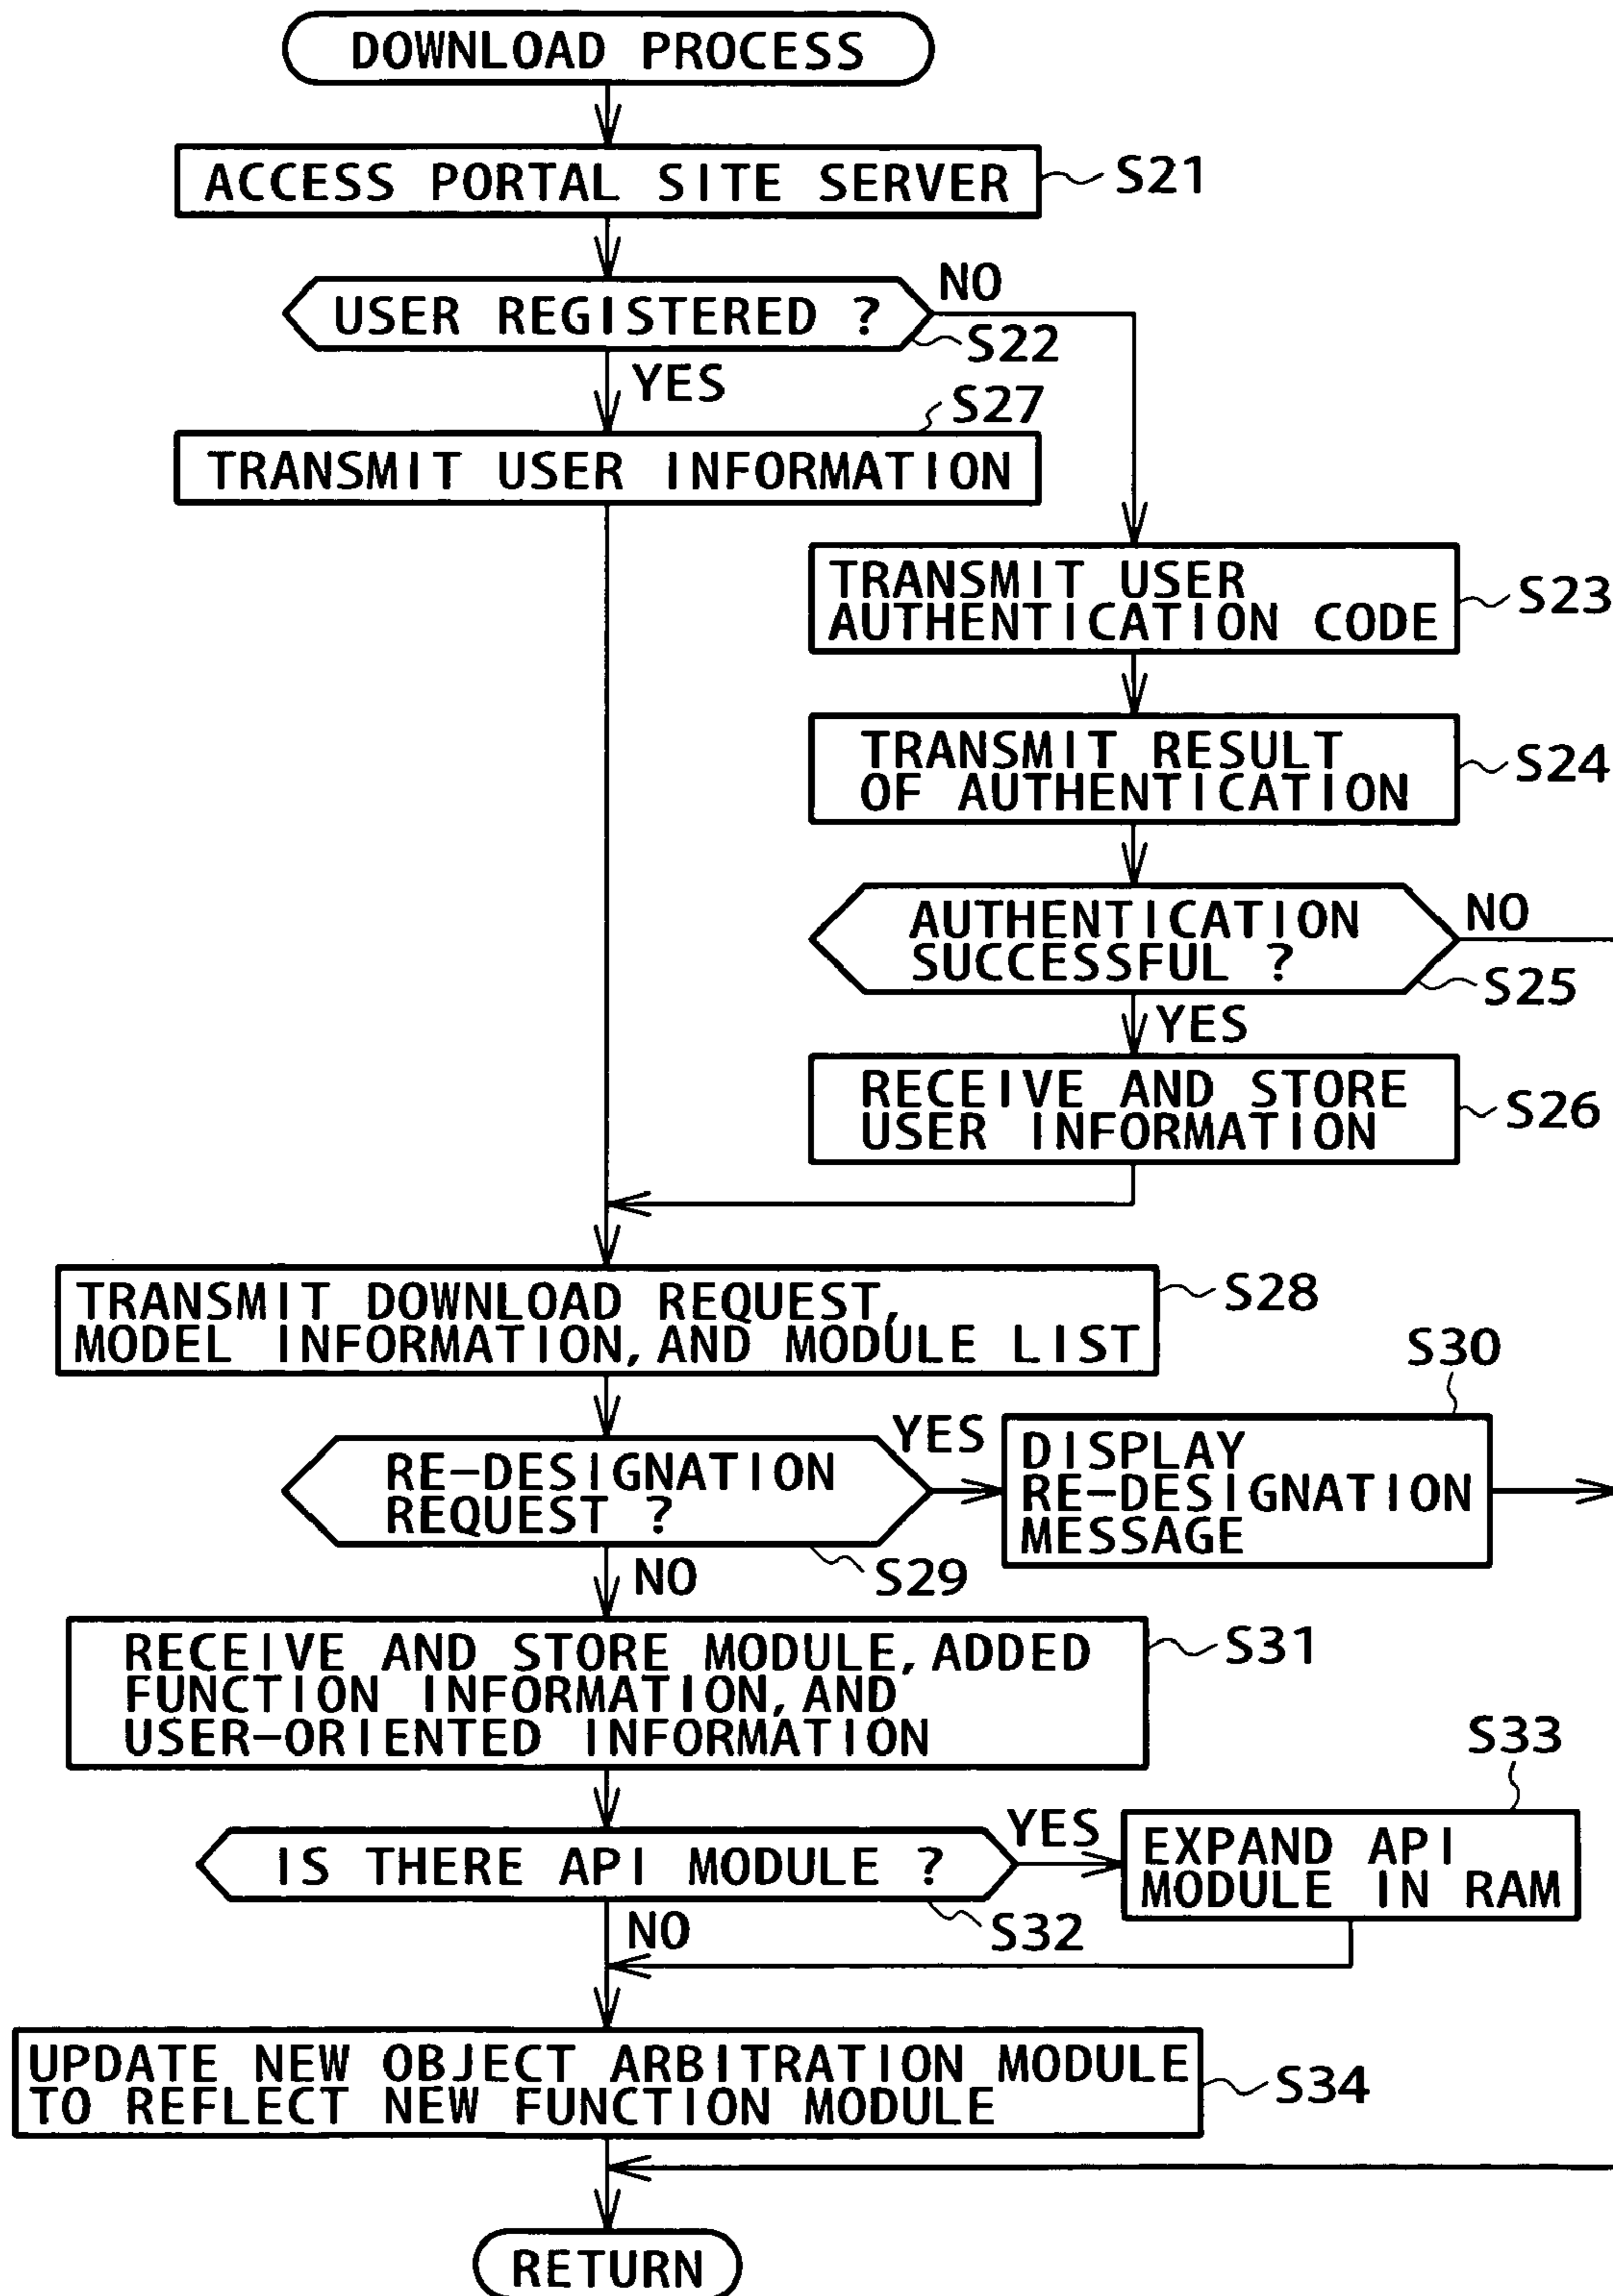 DOWNLOAD PROCESS
ACCESS PORTAL SITE SERVER
S21
USER REGISTERED ?
NO
S22
YES
S27
TRANSMIT USER INFORMATION
TRANSMIT USER
AUTHENTICATION CODE
S23
TRANSMIT RESULT
OF AUTHENTICATION
S24
AUTHENTICATION
SUCCESSFUL ?
NO
S25
YES
RECEIVE AND STORE
USER INFORMATION
S26
TRANSMIT DOWNLOAD REQUEST,
MODEL INFORMATION, AND MODULE LIST
S28
RE-DESIGNATION
REQUEST ?
YES
S29
S30
DISPLAY
RE-DESIGNATION
MESSAGE
NO
RECEIVE AND STORE MODULE, ADDED
FUNCTION INFORMATION, AND
USER-ORIENTED INFORMATION
S31
IS THERE API MODULE ?
YES
S32
S33
EXPAND API
MODULE IN RAM
NO
UPDATE NEW OBJECT ARBITRATION MODULE
TO REFLECT NEW FUNCTION MODULE
S34
RETURN